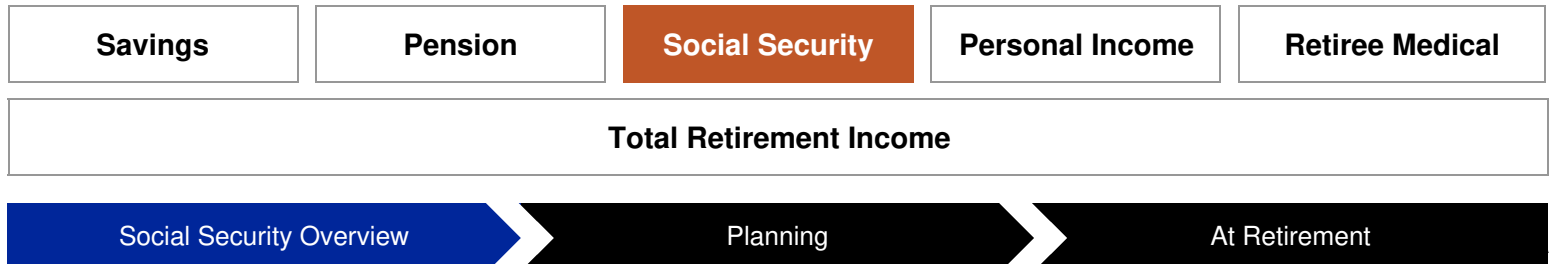 Savings Pension Social Security Personal Income Retiree Medical
Total Retirement Income
Social Security Overview Planning At Retirement